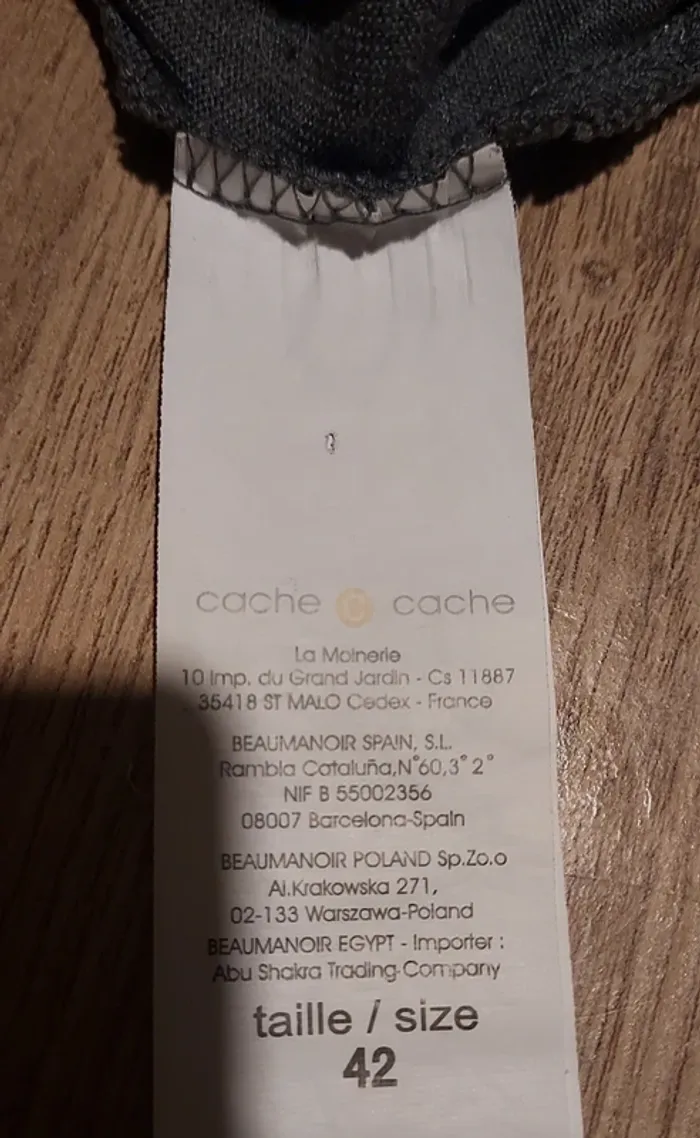 cache cache
La Moinerie
10 Imp. du Grand Jardin - Cs 11887
35418 ST MALO Cedex - France
BEAUMANOIR SPAIN, S.L.
Rambla Cataluña,N°60,3° 2°
NIF B 55002356
08007 Barcelona-Spain
BEAUMANOIR POLAND Sp.Zo.o
Al.Krakowska 271,
02-133 Warszawa-Poland
BEAUMANOIR EGYPT - Importer :
Abu Shakra Trading-Company
taille / size
42